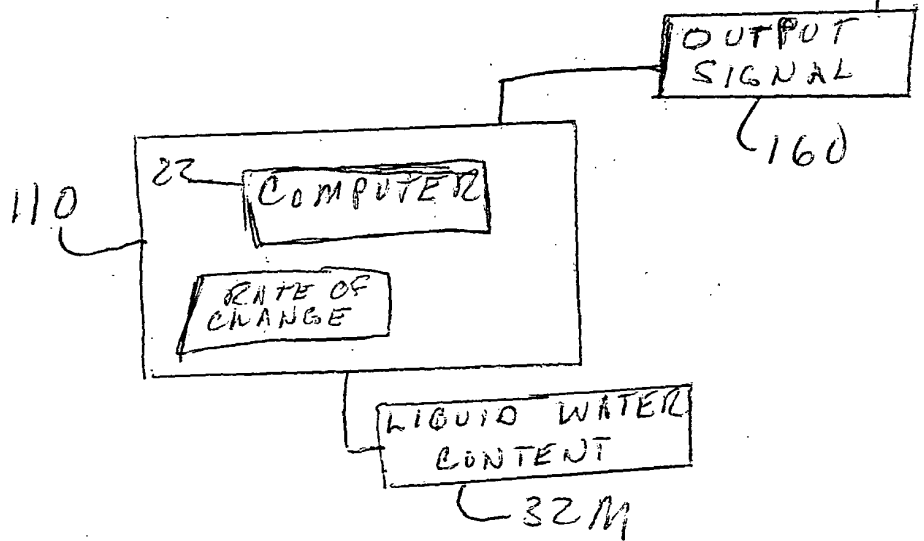 OUTPUT
SIGNAL
160
22
COMPUTER
110
RATE OF
CHANGE
LIQUID WATER
CONTENT
32M